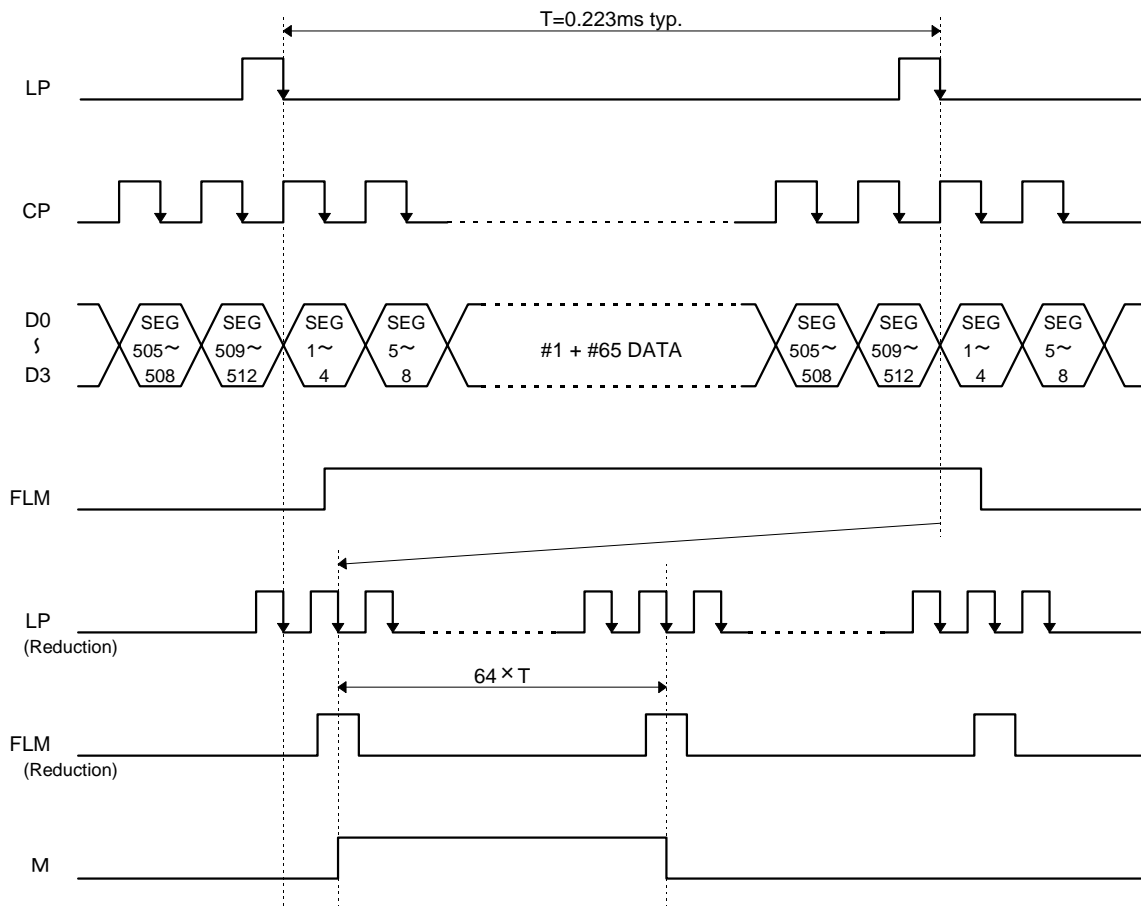 T=0.223ms typ.
LP
CP
D0
∫
D3
SEG
505~
508
SEG
509~
512
SEG
1~
4
SEG
5~
8
#1 + #65 DATA
SEG
505~
508
SEG
509~
512
SEG
1~
4
SEG
5~
8
FLM
LP
(Reduction)
64 × T
FLM
(Reduction)
M